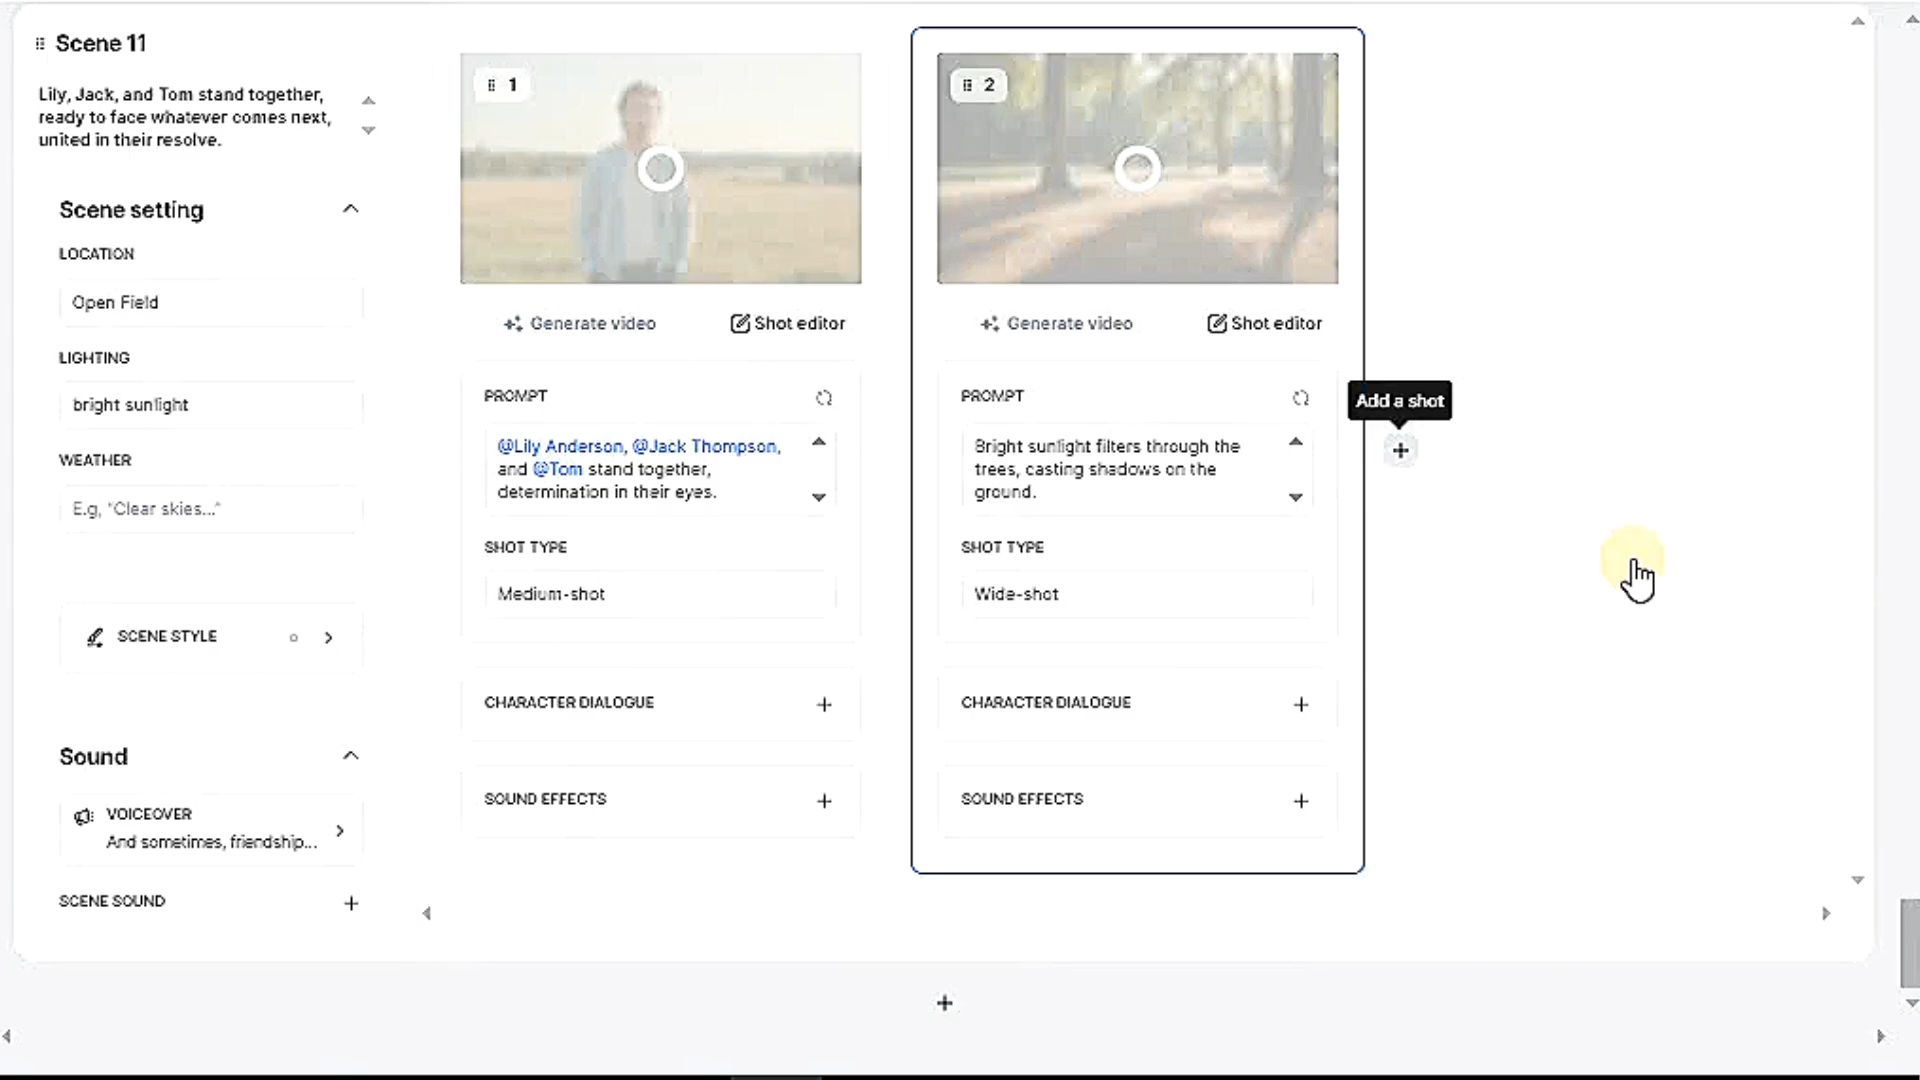 Scene 11
Lily, Jack, and Tom stand together,
ready to face whatever comes next,
united in their resolve.
Scene setting
LOCATION
Open Field
LIGHTING
bright sunlight
WEATHER
E.g, "Clear skies..."
SCENE STYLE
Sound
VOICEOVER
And sometimes, friendship...
SCENE SOUND
1
Generate video
Shot editor
PROMPT
@Lily Anderson, @Jack Thompson,
and @Tom stand together,
determination in their eyes.
SHOT TYPE
Medium-shot
CHARACTER DIALOGUE
SOUND EFFECTS
2
Generate video
Shot editor
PROMPT
Bright sunlight filters through the
trees, casting shadows on the
ground.
SHOT TYPE
Wide-shot
CHARACTER DIALOGUE
SOUND EFFECTS
Add a shot